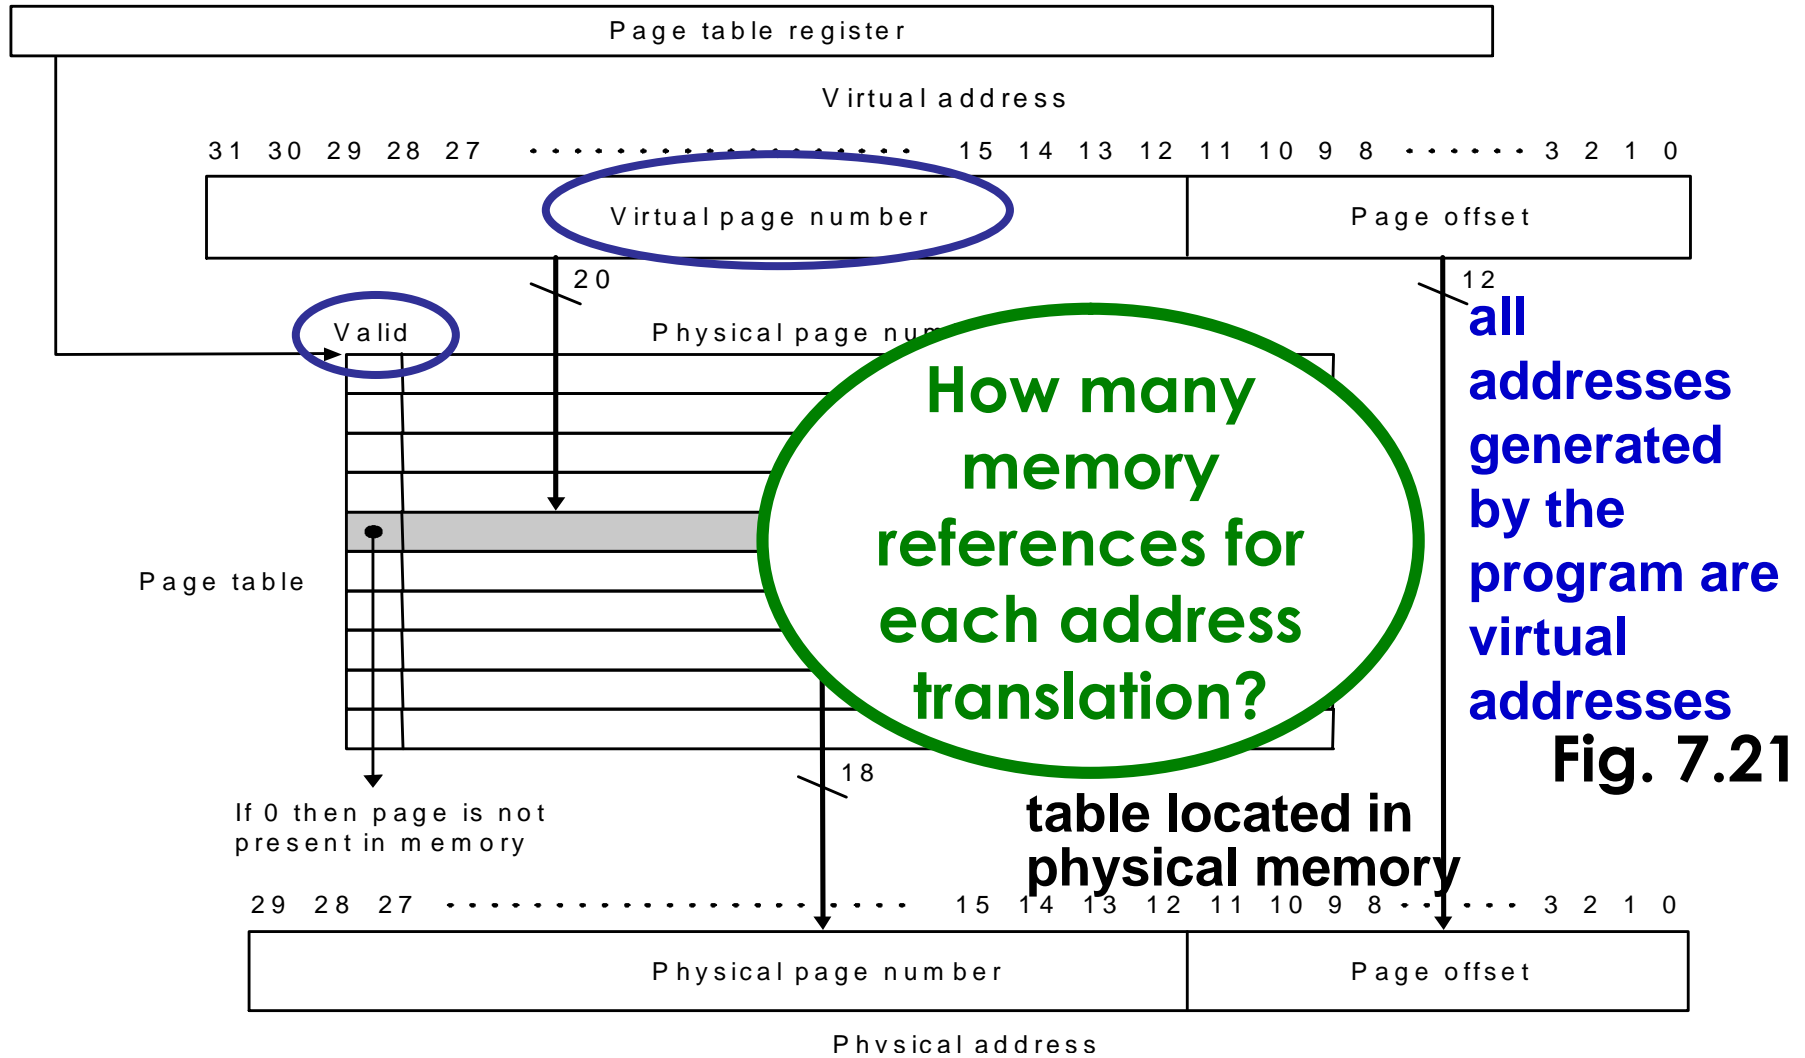 Page table register
Virtual address
31 30 29 28 27 ................... 15 14 13 12 11 10 9 8 ...... 3 2 1 0
Virtual page number Page offset
20 12
Valid Physical page
Page table
How many
memory
references for
each address
translation?
all
addresses
generated
by the
program are
virtual
addresses
Fig. 7.21
18
If 0 then page is not
present in memory
table located in
physical memory
29 28 27 ....................... 15 14 13 12 11 10 9 8 ...... 3 2 1 0
Physical page number Page offset
Physical address